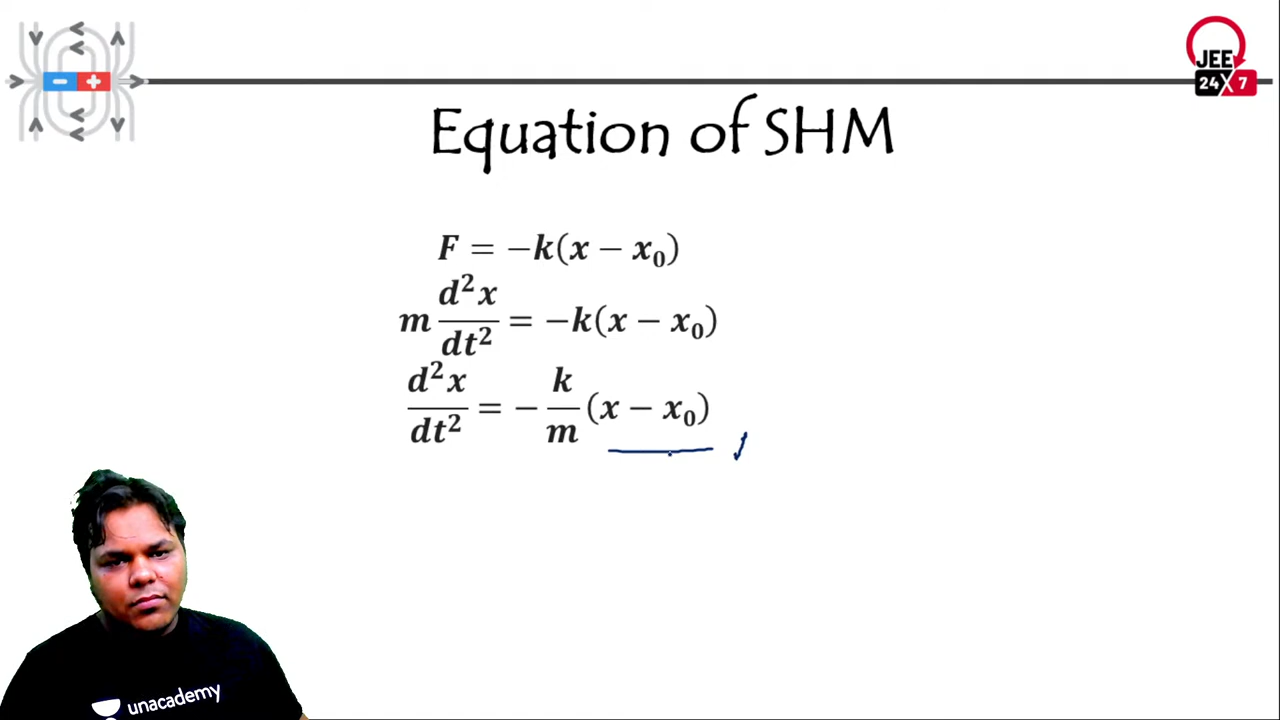 JEE
24X7
Equation of SHM
F = −k(x − x₀)
m d²x/dt² = −k(x − x₀)
d²x/dt² = − k/m (x − x₀)
unacademy